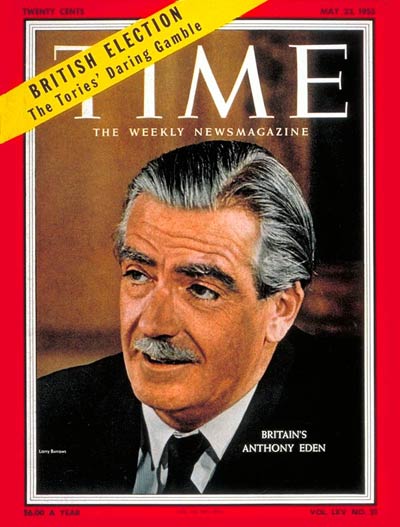 TWENTY CENTS
MAY 23, 1955
BRITISH ELECTION
The Tories' Daring Gamble
TIME
THE WEEKLY NEWSMAGAZINE
BRITAIN'S
ANTHONY EDEN
Larry Burrows
$6.00 A YEAR
VOL. LXV NO. 21